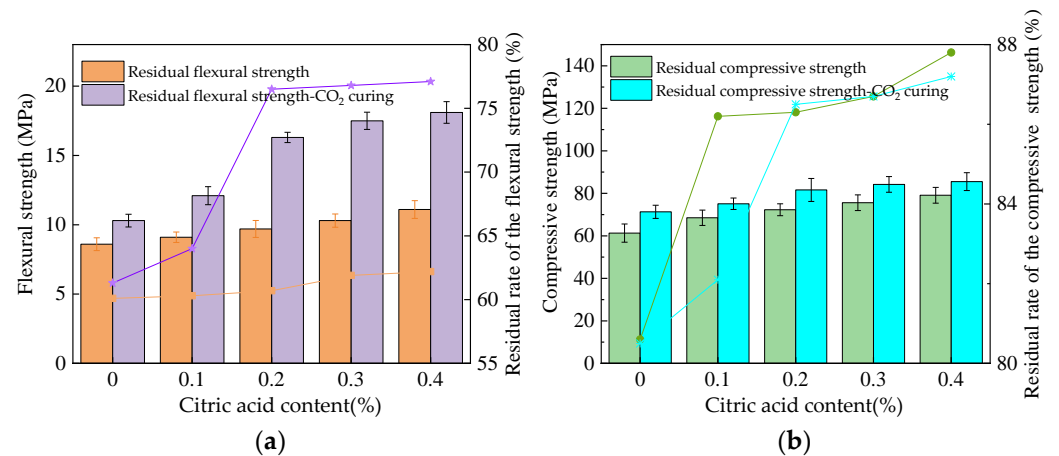 Flexural strength (MPa)
20
15
10
5
0
Residual flexural strength
Residual flexural strength-CO₂ curing
80
75
70
65
60
55
Residual rate of the flexural strength (%)
0 0.1 0.2 0.3 0.4
Citric acid content(%)
(a)
Compressive strength (MPa)
140
120
100
80
60
40
20
0
Residual compressive strength
Residual compressive strength-CO₂ curing
88
84
80
Residual rate of the compressive strength (%)
0 0.1 0.2 0.3 0.4
Citric acid content(%)
(b)